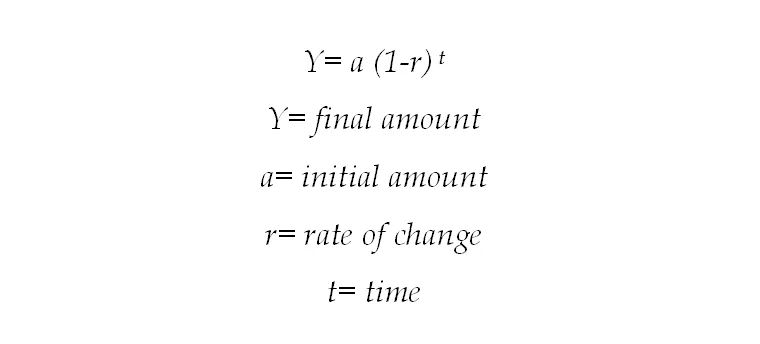 Y= a (1-r) ᵗ
Y= final amount
a= initial amount
r= rate of change
t= time